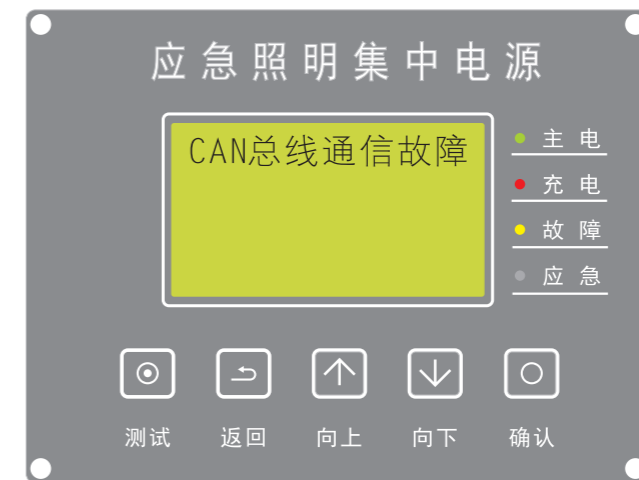 应急照明集中电源
CAN总线通信故障
主电
充电
故障
应急
测试 返回 向上 向下 确认